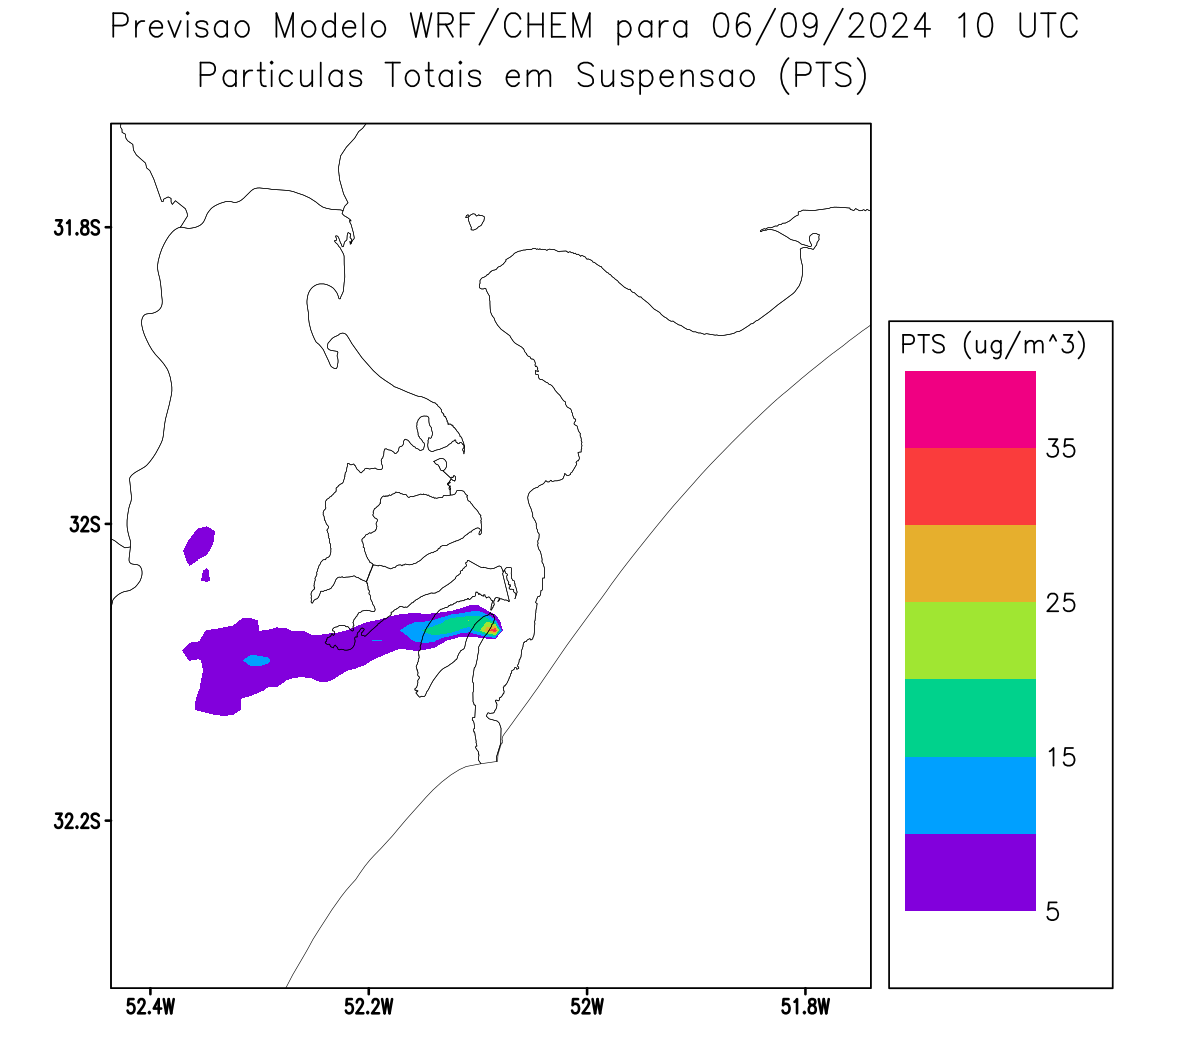 Previsao Modelo WRF/CHEM para 06/09/2024 10 UTC
Particulas Totais em Suspensao (PTS)
31.8S
32S
32.2S
52.4W
52.2W
52W
51.8W
PTS (ug/m^3)
35
25
15
5